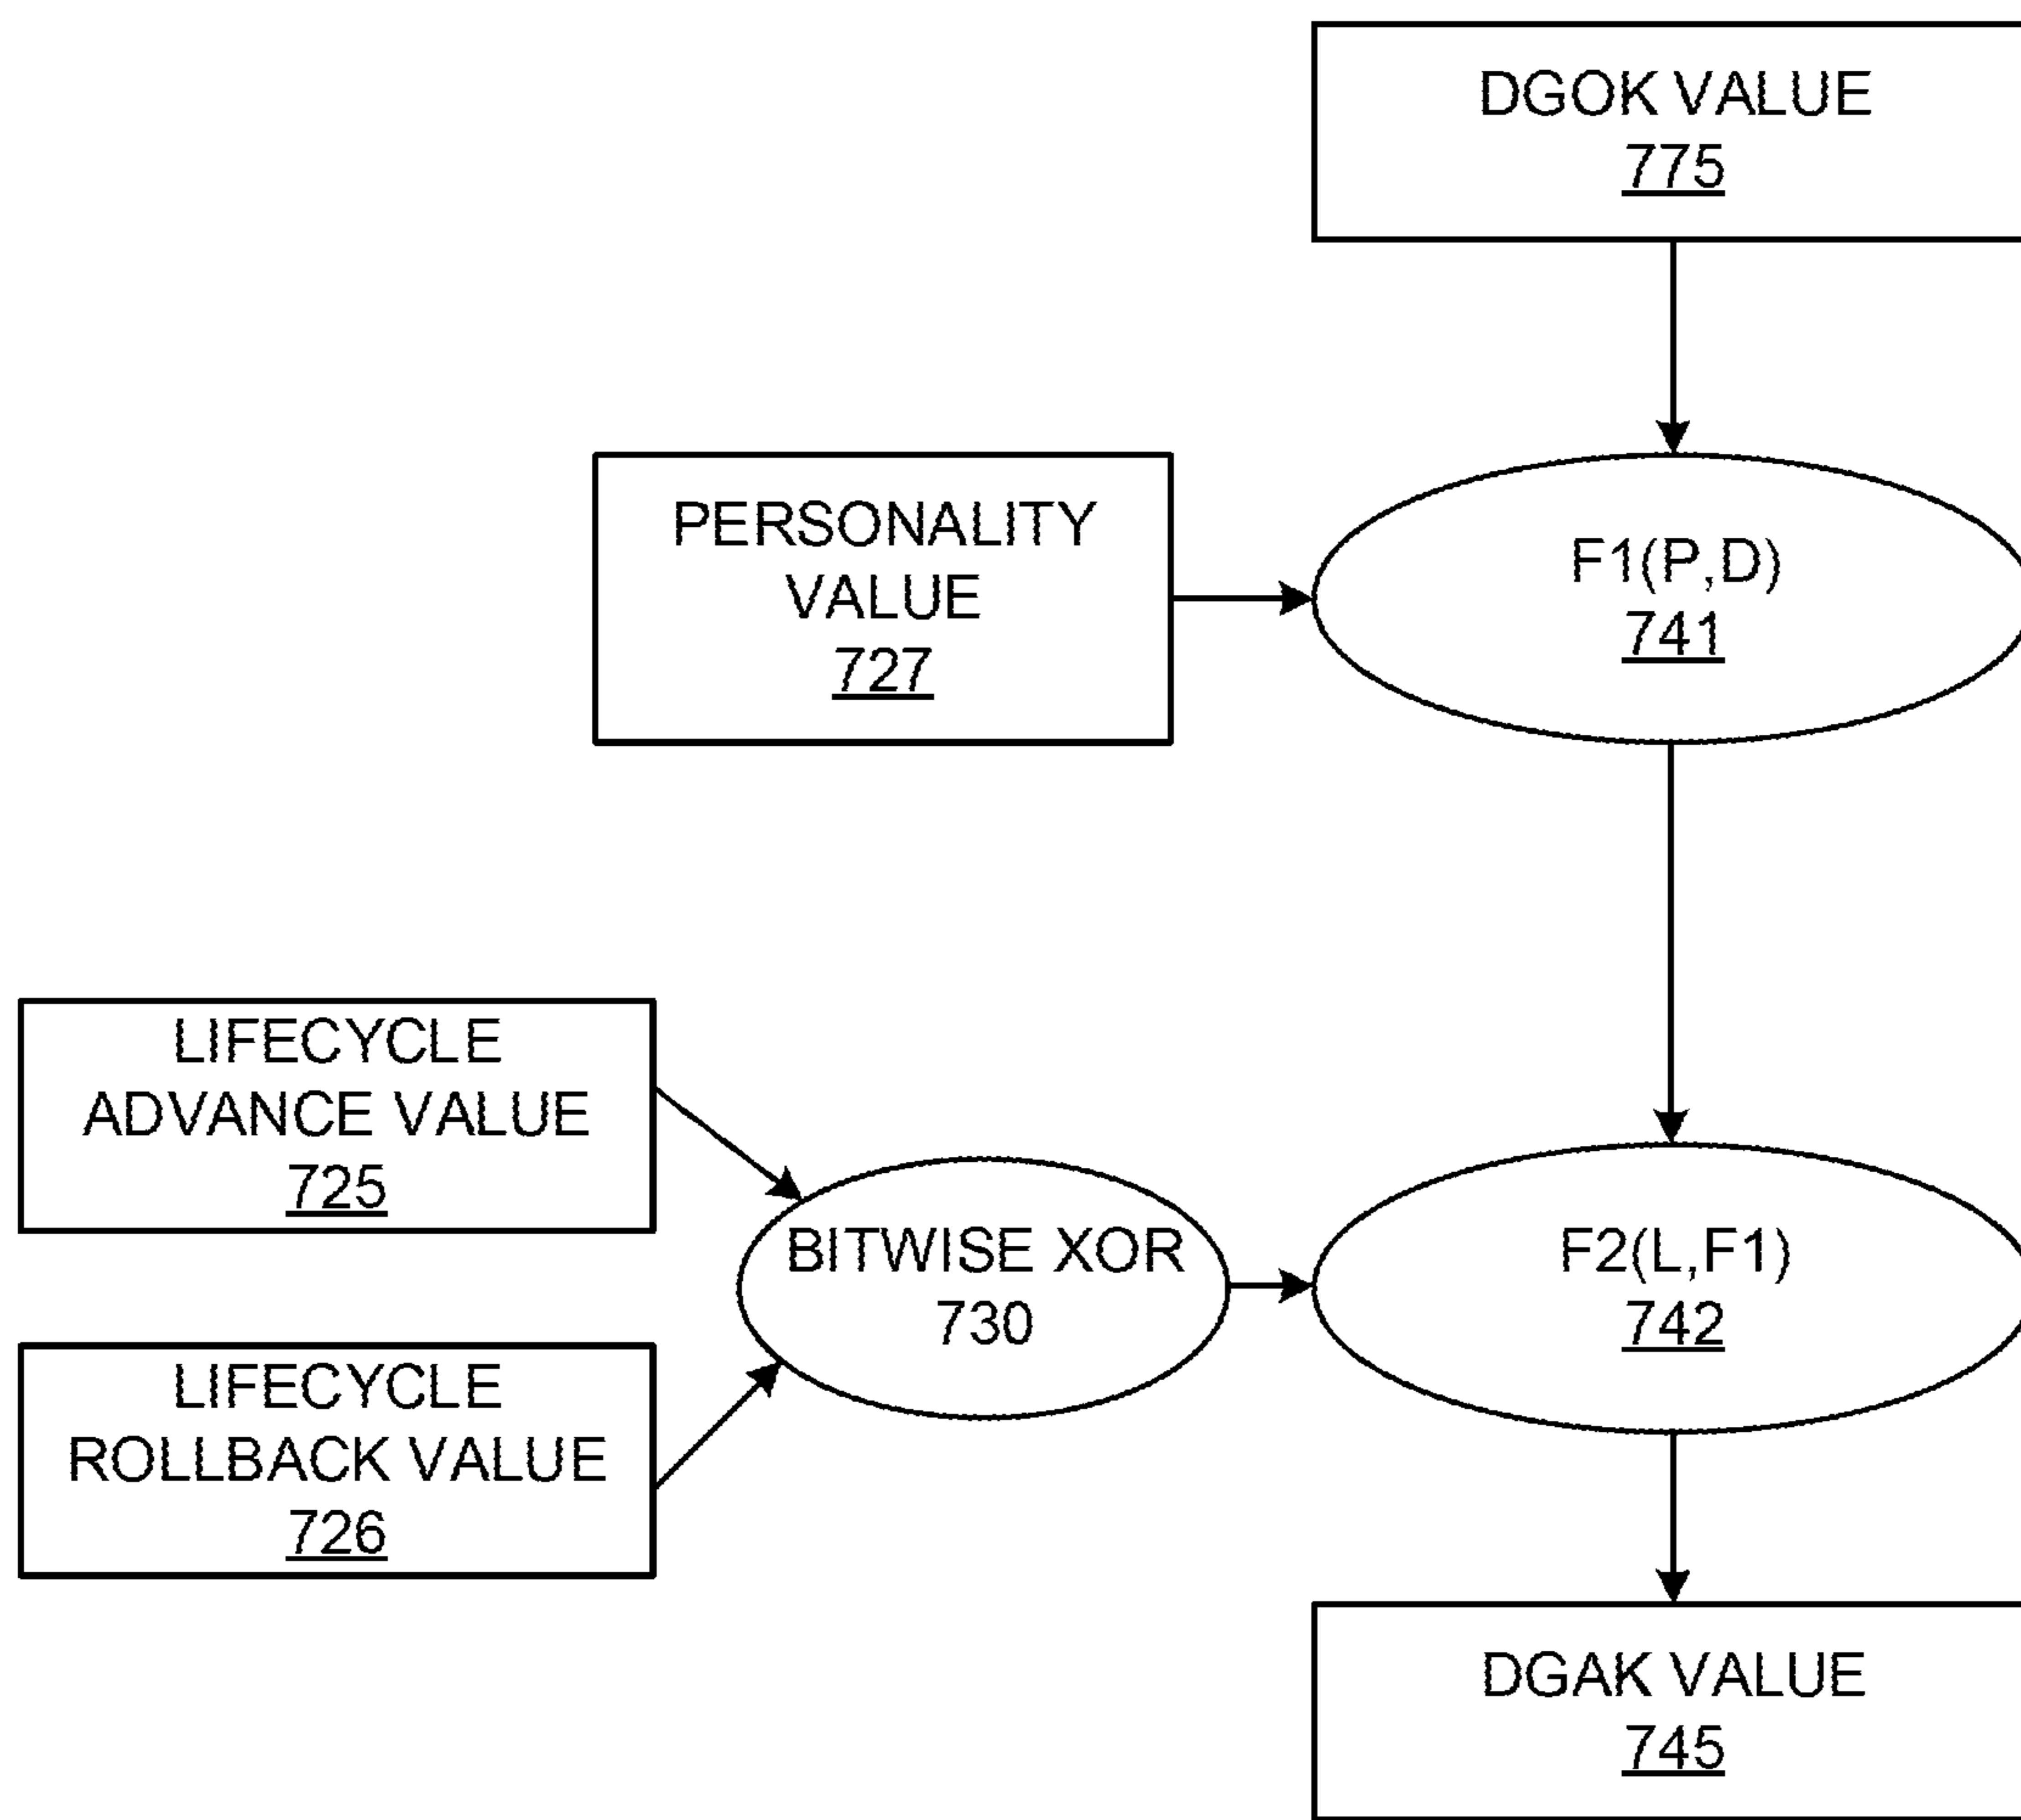 DGOK VALUE
775
PERSONALITY
VALUE
727
F1(P,D)
741
LIFECYCLE
ADVANCE VALUE
725
BITWISE XOR
730
F2(L,F1)
742
LIFECYCLE
ROLLBACK VALUE
726
DGAK VALUE
745